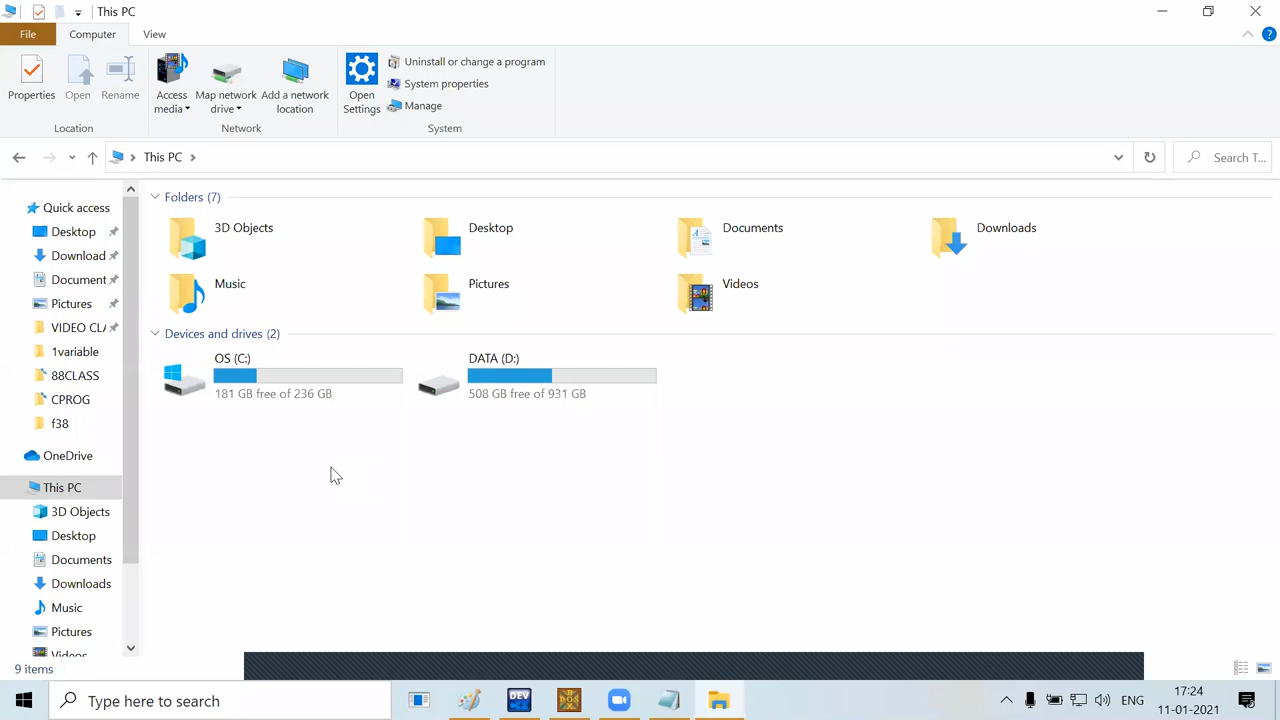 This PC
File
Computer
View
Properties
Open
Rename
Access media
Map network drive
Add a network location
Open Settings
Uninstall or change a program
System properties
Manage
Location
Network
System
This PC
Search T...
Quick access
Desktop
Download
Document
Pictures
VIDEO CLA
1variable
88CLASS
CPROG
f38
OneDrive
This PC
3D Objects
Desktop
Documents
Downloads
Music
Pictures
Videos
Folders (7)
3D Objects
Desktop
Documents
Downloads
Music
Pictures
Videos
Devices and drives (2)
OS (C:)
181 GB free of 236 GB
DATA (D:)
508 GB free of 931 GB
9 items
Type here to search
DEV
DOS
ENG
17:24
11-01-2021